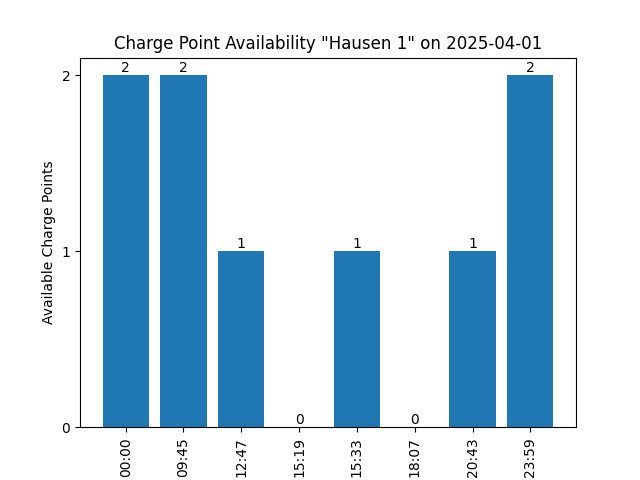 Charge Point Availability "Hausen 1" on 2025-04-01
2 2 1 0 1 0 1 2
Available Charge Points
2
1
0
00:00 09:45 12:47 15:19 15:33 18:07 20:43 23:59